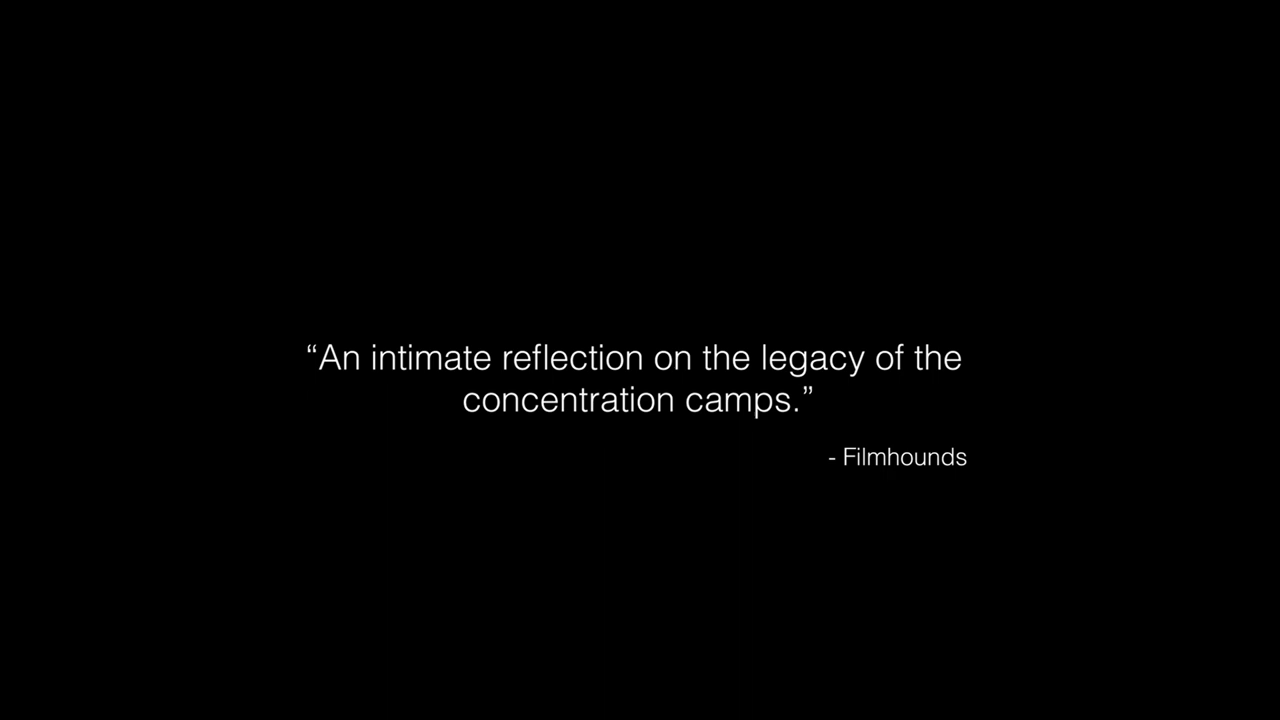 “An intimate reflection on the legacy of the
concentration camps.”
- Filmhounds